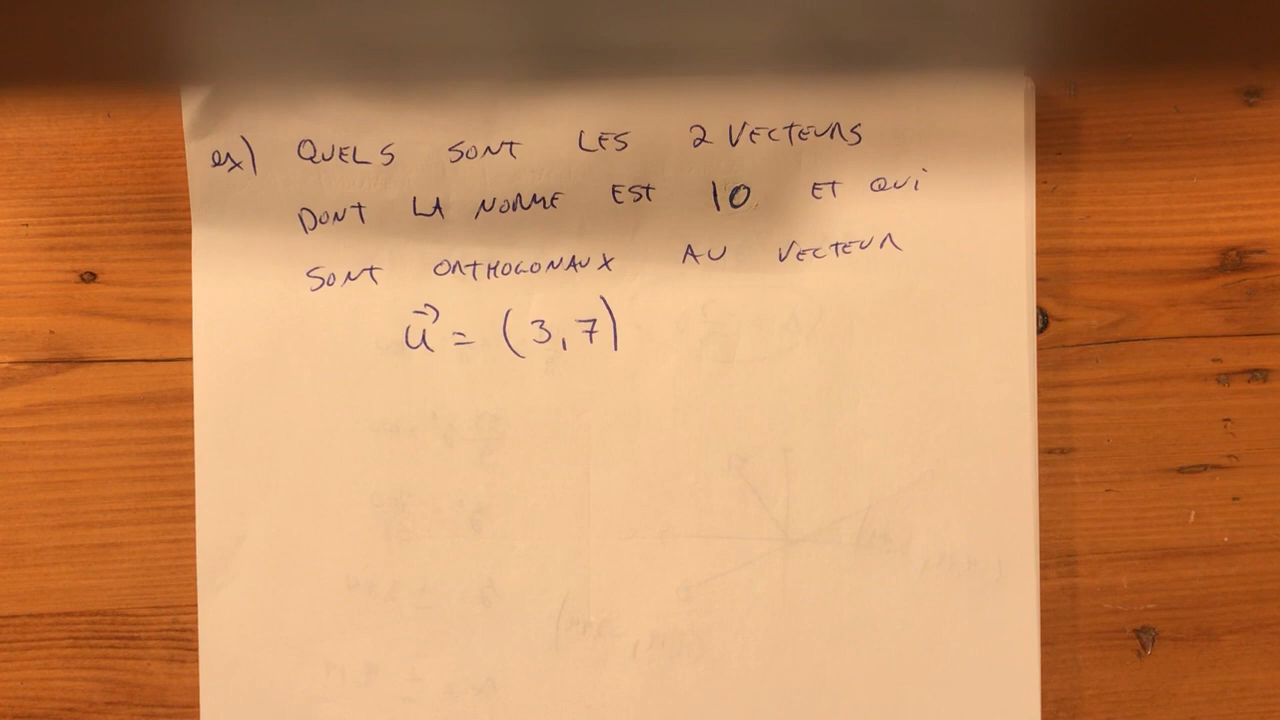 ex) QUELS SONT LES 2 VECTEURS
DONT LA NORME EST 10 ET QUi
SONT ORTHOGONAUX AU VECTEUR
u⃗ = (3,7)